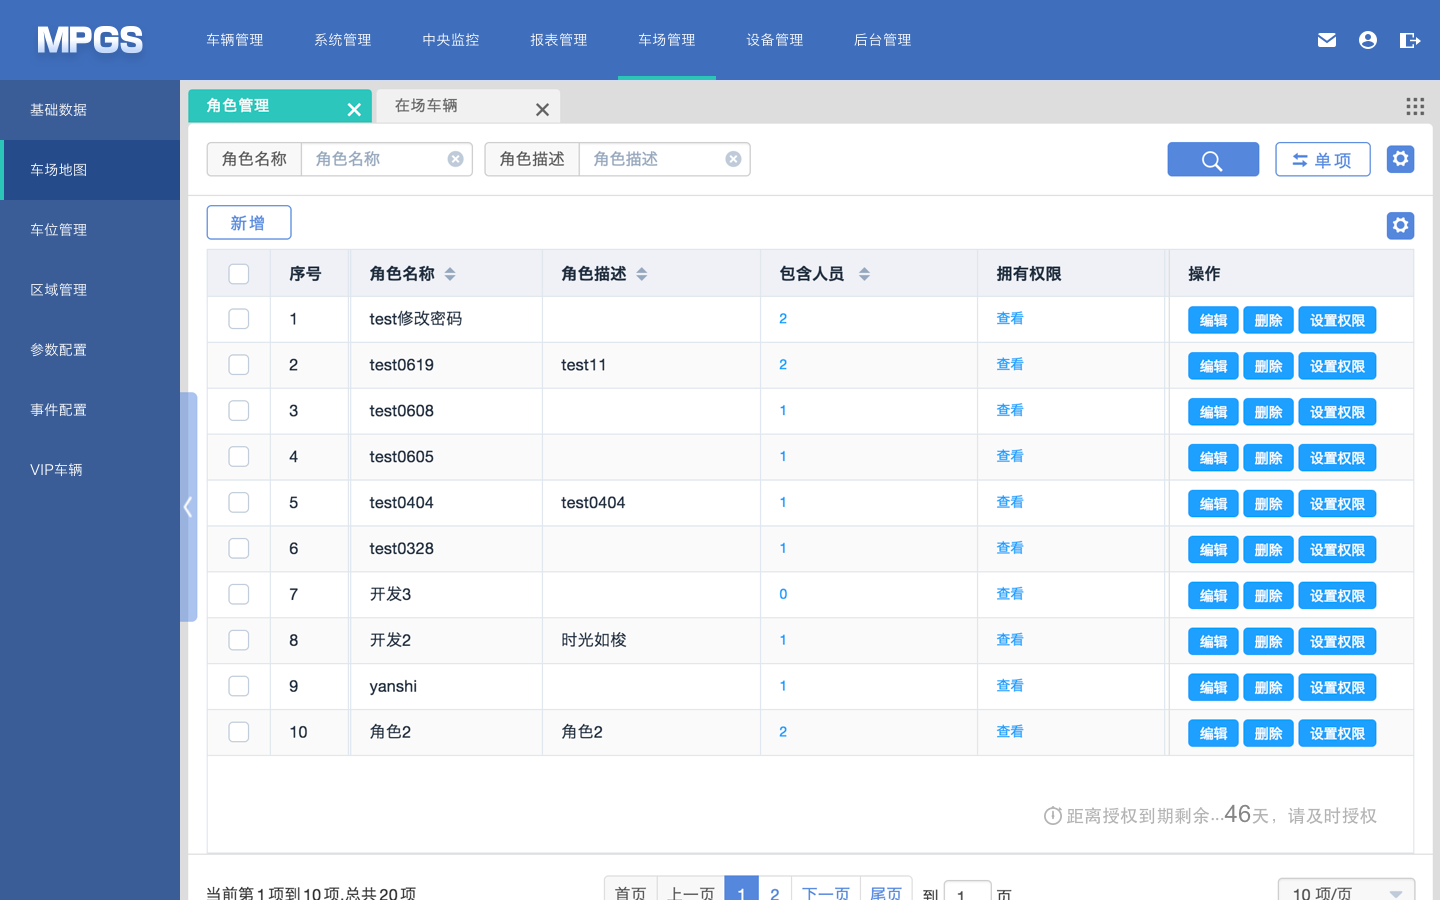 MPGS 车辆管理 系统管理 中央监控 报表管理 车场管理 设备管理 后台管理
基础数据
车场地图
车位管理
区域管理
参数配置
事件配置
VIP车辆
角色管理 在场车辆
角色名称 角色名称 角色描述 角色描述 单项
新增
序号 角色名称 角色描述 包含人员 拥有权限 操作
1 test修改密码 2 查看 编辑 删除 设置权限
2 test0619 test11 2 查看 编辑 删除 设置权限
3 test0608 1 查看 编辑 删除 设置权限
4 test0605 1 查看 编辑 删除 设置权限
5 test0404 test0404 1 查看 编辑 删除 设置权限
6 test0328 1 查看 编辑 删除 设置权限
7 开发3 0 查看 编辑 删除 设置权限
8 开发2 时光如梭 1 查看 编辑 删除 设置权限
9 yanshi 1 查看 编辑 删除 设置权限
10 角色2 角色2 2 查看 编辑 删除 设置权限
距离授权到期剩余...46天，请及时授权
当前第1项到10项,总共20项 首页 上一页 1 2 下一页 尾页 到 1 页 10 项/页